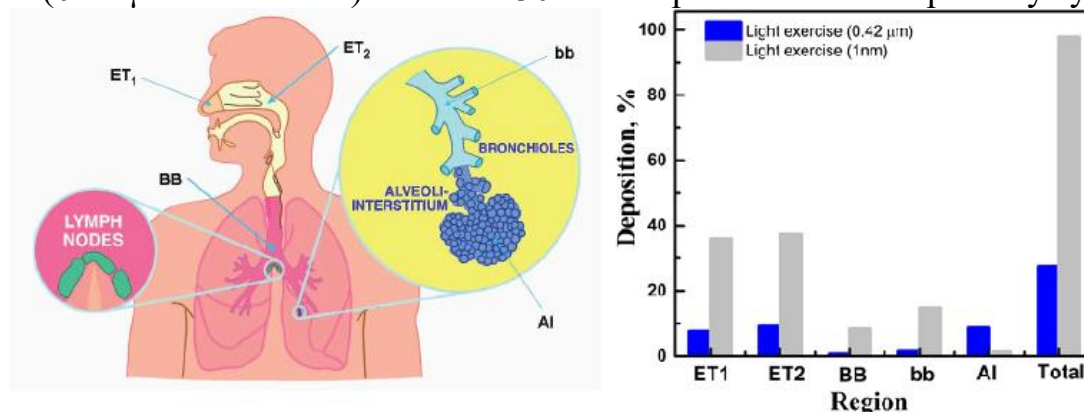 ET1
ET2
bb
BRONCHIOLES
BB
ALVEOLI-
INTERSTITIUM
LYMPH
NODES
AI
Light exercise (0.42 μm)
Light exercise (1nm)
Deposition, %
100
80
60
40
20
0
ET1 ET2 BB bb AI Total
Region